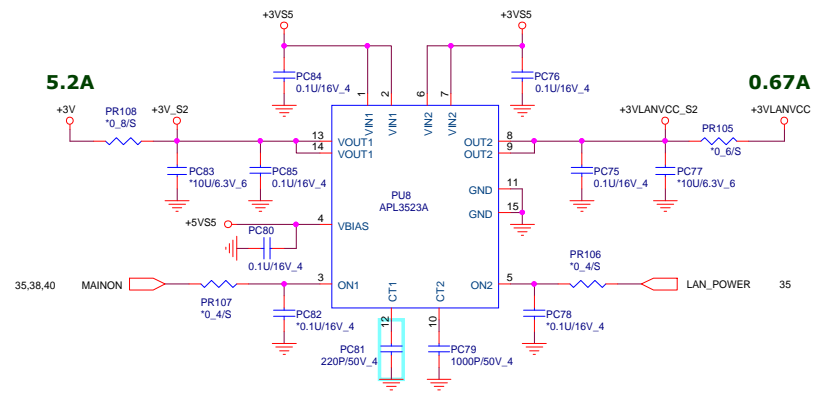 +3VS5
+3VS5
5.2A
0.67A
PC84
0.1U/16V_4
PC76
0.1U/16V_4
1
2
6
7
+3V
PR108
*0_8/S
+3V_S2
+3VLANVCC_S2
PR105
*0_6/S
+3VLANVCC
VIN1
VIN1
VIN2
VIN2
13
VOUT1
14
VOUT1
OUT2
8
OUT2
9
PC83
*10U/6.3V_6
PC85
0.1U/16V_4
PC75
0.1U/16V_4
PC77
*10U/6.3V_6
PU8
APL3523A
GND
11
GND
15
+5VS5
4
VBIAS
PC80
0.1U/16V_4
35,38,40
MAINON
PR107
*0_4/S
3
ON1
CT1
CT2
ON2
5
PR106
*0_4/S
LAN_POWER
35
PC82
*0.1U/16V_4
PC78
*0.1U/16V_4
12
10
PC81
220P/50V_4
PC79
1000P/50V_4